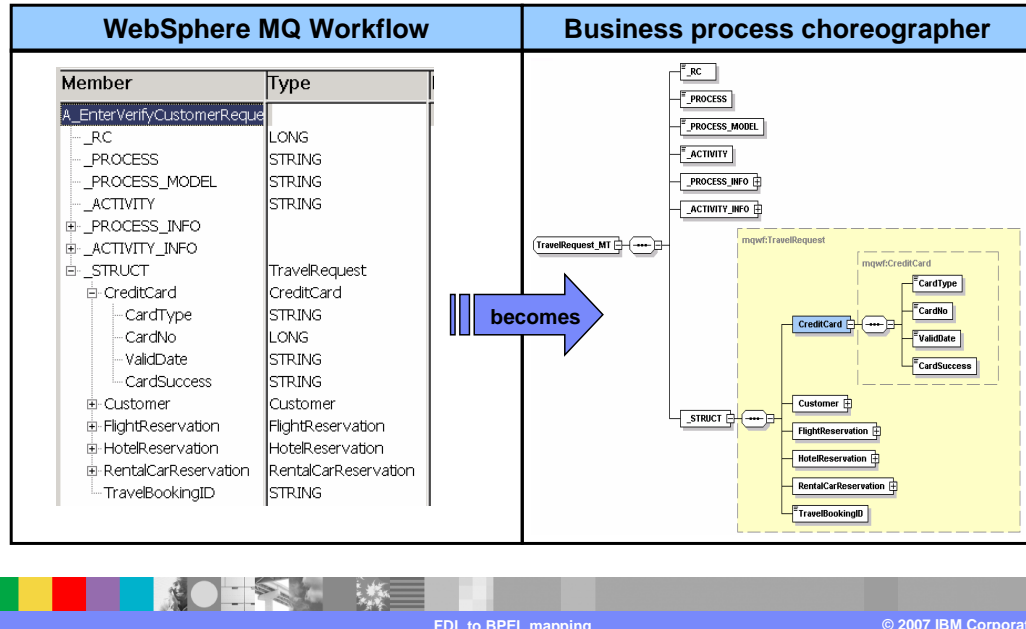 WebSphere MQ Workflow
Business process choreographer
Member Type
A_EnterVerifyCustomerReque
_RC LONG
_PROCESS STRING
_PROCESS_MODEL STRING
_ACTIVITY STRING
_PROCESS_INFO
_ACTIVITY_INFO
_STRUCT TravelRequest
CreditCard CreditCard
CardType STRING
CardNo LONG
ValidDate STRING
CardSuccess STRING
Customer Customer
FlightReservation FlightReservation
HotelReservation HotelReservation
RentalCarReservation RentalCarReservation
TravelBookingID STRING
becomes
_RC
_PROCESS
_PROCESS_MODEL
_ACTIVITY
_PROCESS_INFO
_ACTIVITY_INFO
TravelRequest_MT
mqwf:TravelRequest
mqwf:CreditCard
CardType
CardNo
ValidDate
CardSuccess
CreditCard
_STRUCT
Customer
FlightReservation
HotelReservation
RentalCarReservation
TravelBookingID
FDL to BPEL mapping
© 2007 IBM Corporat